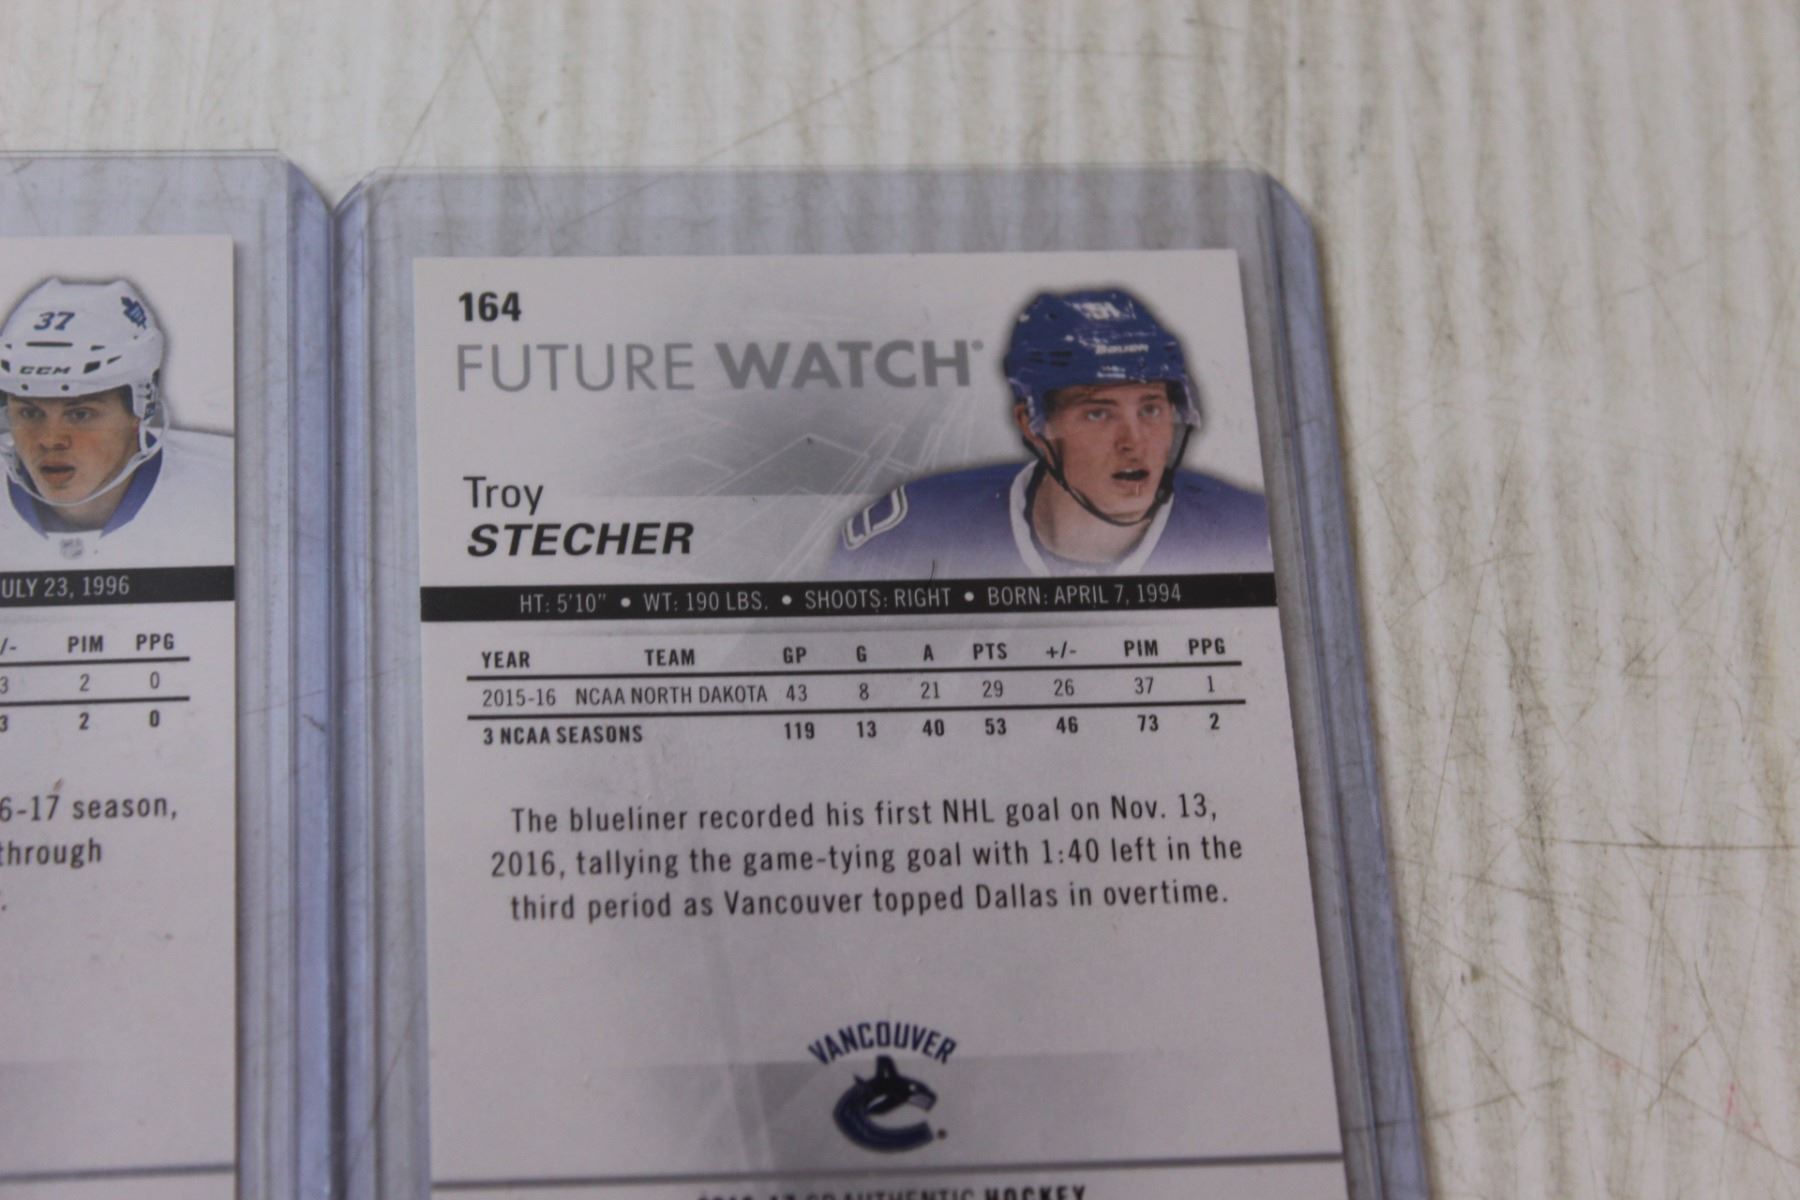 37
CCM
ULY 23, 1996
/- PIM PPG
3 2 0
3 2 0
6-17 season,
through
164
FUTURE WATCH
BAUER
Troy
STECHER
HT: 5'10" • WT: 190 LBS. • SHOOTS: RIGHT • BORN: APRIL 7, 1994
YEAR TEAM GP G A PTS +/- PIM PPG
2015-16 NCAA NORTH DAKOTA 43 8 21 29 26 37 1
3 NCAA SEASONS 119 13 40 53 46 73 2
The blueliner recorded his first NHL goal on Nov. 13,
2016, tallying the game-tying goal with 1:40 left in the
third period as Vancouver topped Dallas in overtime.
VANCOUVER
AUTHENTIC HOCKEY